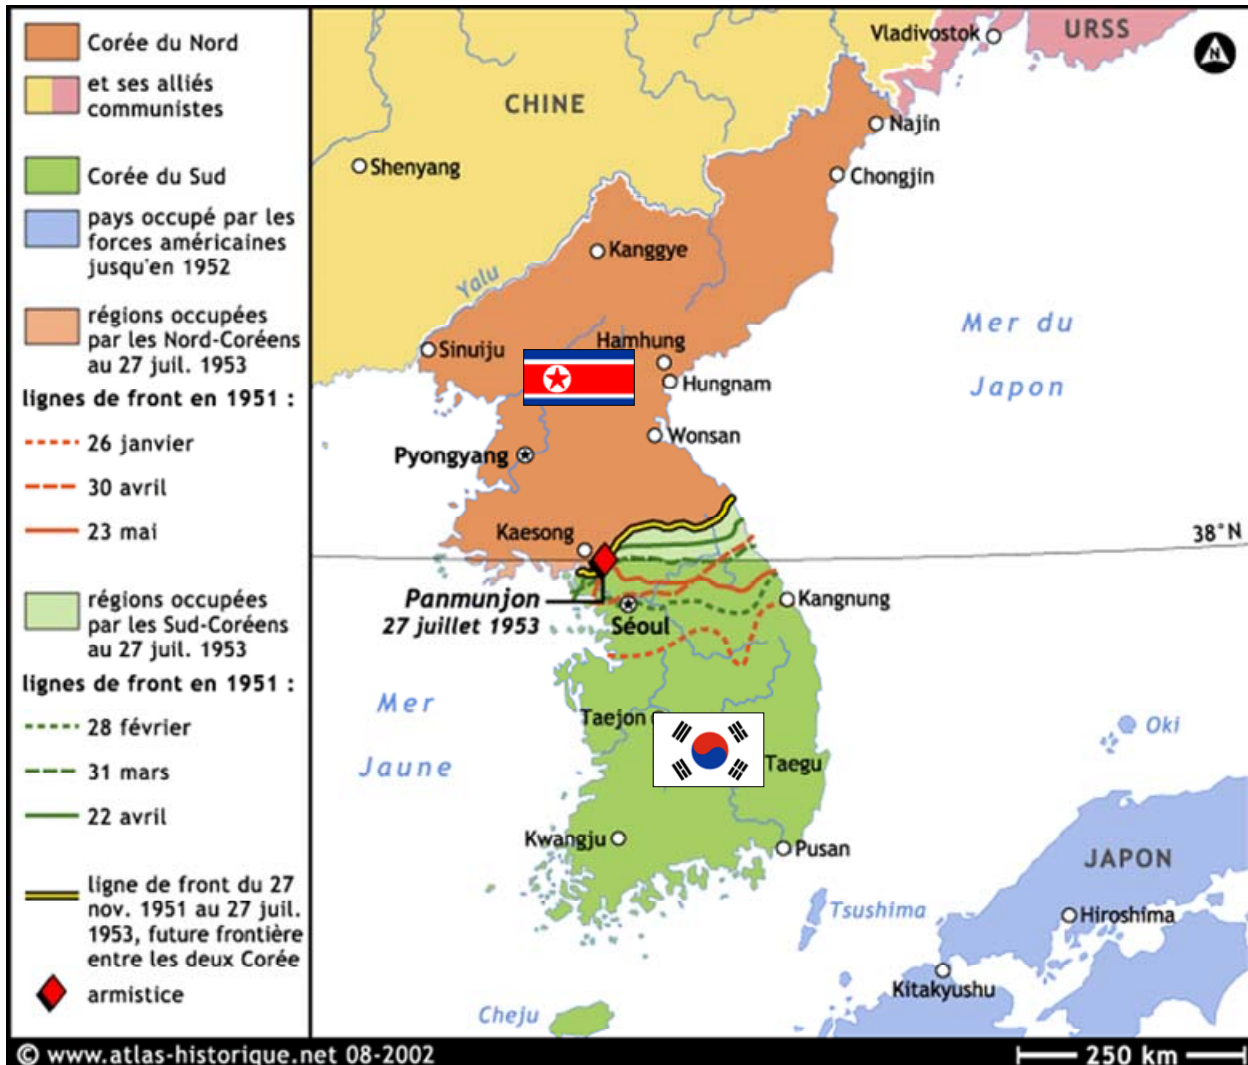 Corée du Nord
et ses alliés
communistes
Corée du Sud
pays occupé par les
forces américaines
jusqu'en 1952
régions occupées
par les Nord-Coréens
au 27 juil. 1953
lignes de front en 1951 :
26 janvier
30 avril
23 mai
régions occupées
par les Sud-Coréens
au 27 juil. 1953
lignes de front en 1951 :
28 février
31 mars
22 avril
ligne de front du 27
nov. 1951 au 27 juil.
1953, future frontière
entre les deux Corée
armistice
Vladivostok
URSS
N
CHINE
Najin
Shenyang
Chongjin
Kanggye
Yalu
Mer du
Japon
Hamhung
Sinuiju
Hungnam
Wonsan
Pyongyang
Kaesong
38°N
Panmunjon
27 juillet 1953
Kangnung
Séoul
Mer
Jaune
Taejon
Oki
Taegu
Kwangju
Pusan
JAPON
Tsushima
Hiroshima
Kitakyushu
Cheju
© www.atlas-historique.net 08-2002
250 km